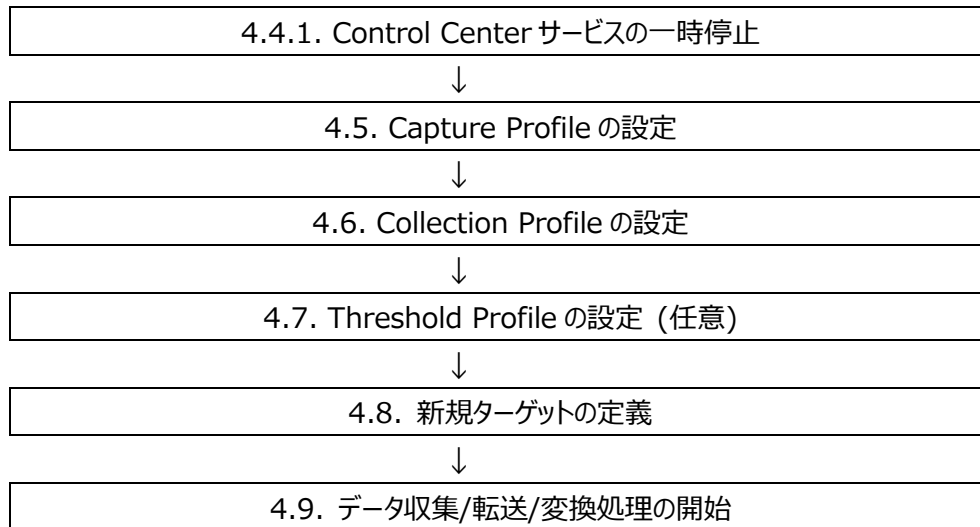 4.4.1. Control Center サービスの一時停止
↓
4.5. Capture Profile の設定
↓
4.6. Collection Profile の設定
↓
4.7. Threshold Profile の設定 (任意)
↓
4.8. 新規ターゲットの定義
↓
4.9. データ収集/転送/変換処理の開始